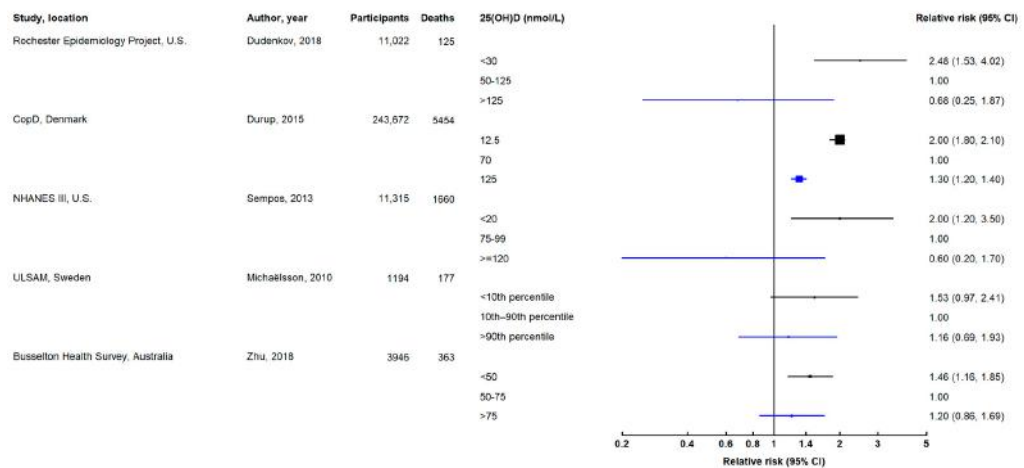 Study, location Author, year Participants Deaths 25(OH)D (nmol/L) Relative risk (95% CI)
Rochester Epidemiology Project, U.S. Dudenkov, 2018 11,022 125
<30 2.48 (1.53, 4.02)
50-125 1.00
>125 0.68 (0.25, 1.87)
CopD, Denmark Durup, 2015 243,672 5454
12.5 2.00 (1.80, 2.10)
70 1.00
125 1.30 (1.20, 1.40)
NHANES III, U.S. Sempos, 2013 11,315 1660
<20 2.00 (1.20, 3.50)
75-99 1.00
>=120 0.60 (0.20, 1.70)
ULSAM, Sweden Michaëlsson, 2010 1194 177
<10th percentile 1.53 (0.97, 2.41)
10th–90th percentile 1.00
>90th percentile 1.16 (0.69, 1.93)
Busselton Health Survey, Australia Zhu, 2018 3946 363
<50 1.46 (1.16, 1.85)
50-75 1.00
>75 1.20 (0.86, 1.69)
0.2 0.4 0.6 0.8 1 1.4 2 3 5
Relative risk (95% CI)